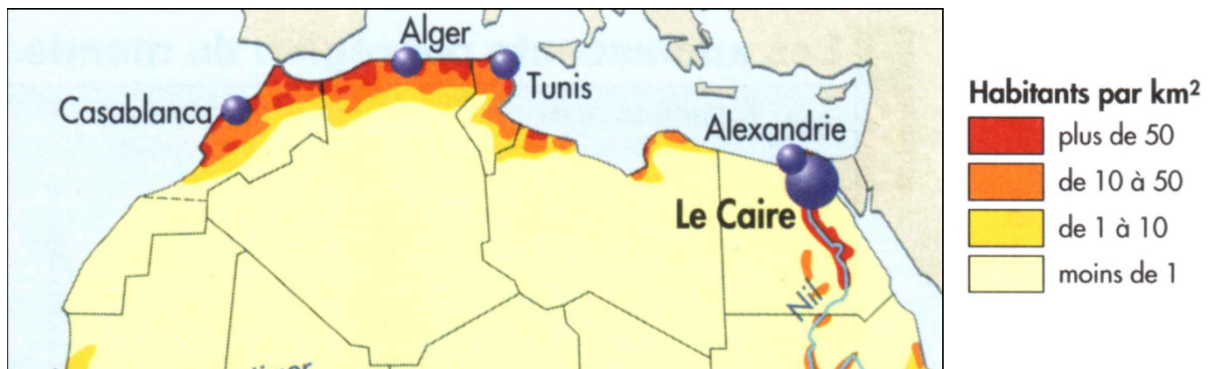 Alger
Casablanca
Tunis
Alexandrie
Le Caire
Nil
Habitants par km²
plus de 50
de 10 à 50
de 1 à 10
moins de 1